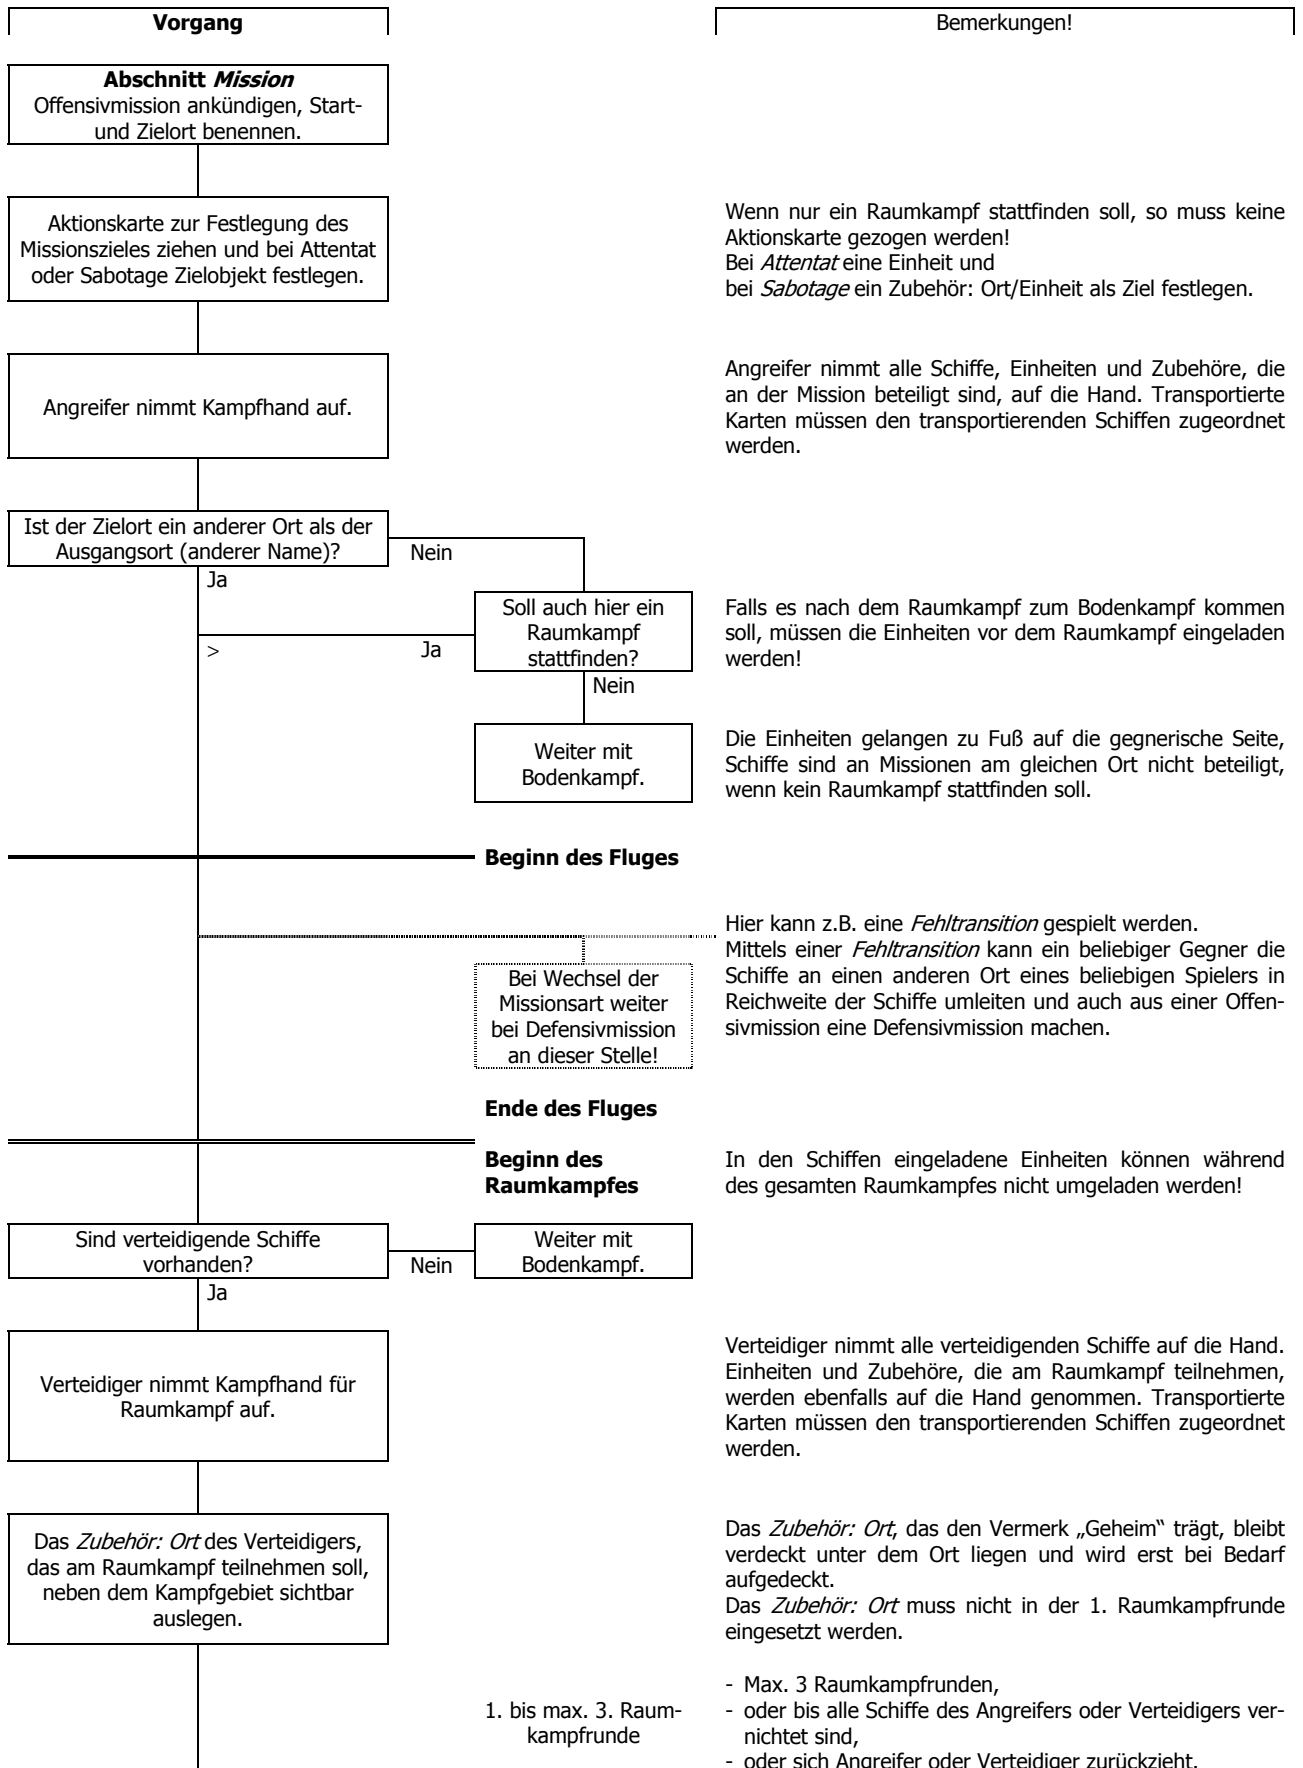 Vorgang
Bemerkungen!
Abschnitt Mission
Offensivmission ankündigen, Start-
und Zielort benennen.
Aktionskarte zur Festlegung des
Missionszieles ziehen und bei Attentat
oder Sabotage Zielobjekt festlegen.
Wenn nur ein Raumkampf stattfinden soll, so muss keine
Aktionskarte gezogen werden!
Bei Attentat eine Einheit und
bei Sabotage ein Zubehör: Ort/Einheit als Ziel festlegen.
Angreifer nimmt Kampfhand auf.
Angreifer nimmt alle Schiffe, Einheiten und Zubehöre, die
an der Mission beteiligt sind, auf die Hand. Transportierte
Karten müssen den transportierenden Schiffen zugeordnet
werden.
Ist der Zielort ein anderer Ort als der
Ausgangsort (anderer Name)?
Nein
Ja
Soll auch hier ein
Raumkampf
stattfinden?
> Ja
Nein
Falls es nach dem Raumkampf zum Bodenkampf kommen
soll, müssen die Einheiten vor dem Raumkampf eingeladen
werden!
Weiter mit
Bodenkampf.
Die Einheiten gelangen zu Fuß auf die gegnerische Seite,
Schiffe sind an Missionen am gleichen Ort nicht beteiligt,
wenn kein Raumkampf stattfinden soll.
Beginn des Fluges
Hier kann z.B. eine Fehltransition gespielt werden.
Mittels einer Fehltransition kann ein beliebiger Gegner die
Schiffe an einen anderen Ort eines beliebigen Spielers in
Reichweite der Schiffe umleiten und auch aus einer Offen-
sivmission eine Defensivmission machen.
Bei Wechsel der
Missionsart weiter
bei Defensivmission
an dieser Stelle!
Ende des Fluges
Beginn des
Raumkampfes
In den Schiffen eingeladene Einheiten können während
des gesamten Raumkampfes nicht umgeladen werden!
Sind verteidigende Schiffe
vorhanden?
Nein
Weiter mit
Bodenkampf.
Ja
Verteidiger nimmt Kampfhand für
Raumkampf auf.
Verteidiger nimmt alle verteidigenden Schiffe auf die Hand.
Einheiten und Zubehöre, die am Raumkampf teilnehmen,
werden ebenfalls auf die Hand genommen. Transportierte
Karten müssen den transportierenden Schiffen zugeordnet
werden.
Das Zubehör: Ort des Verteidigers,
das am Raumkampf teilnehmen soll,
neben dem Kampfgebiet sichtbar
auslegen.
Das Zubehör: Ort, das den Vermerk „Geheim“ trägt, bleibt
verdeckt unter dem Ort liegen und wird erst bei Bedarf
aufgedeckt.
Das Zubehör: Ort muss nicht in der 1. Raumkampfrunde
eingesetzt werden.
1. bis max. 3. Raum-
kampfrunde
- Max. 3 Raumkampfrunden,
- oder bis alle Schiffe des Angreifers oder Verteidigers ver-
nichtet sind,
- oder sich Angreifer oder Verteidiger zurückzieht.